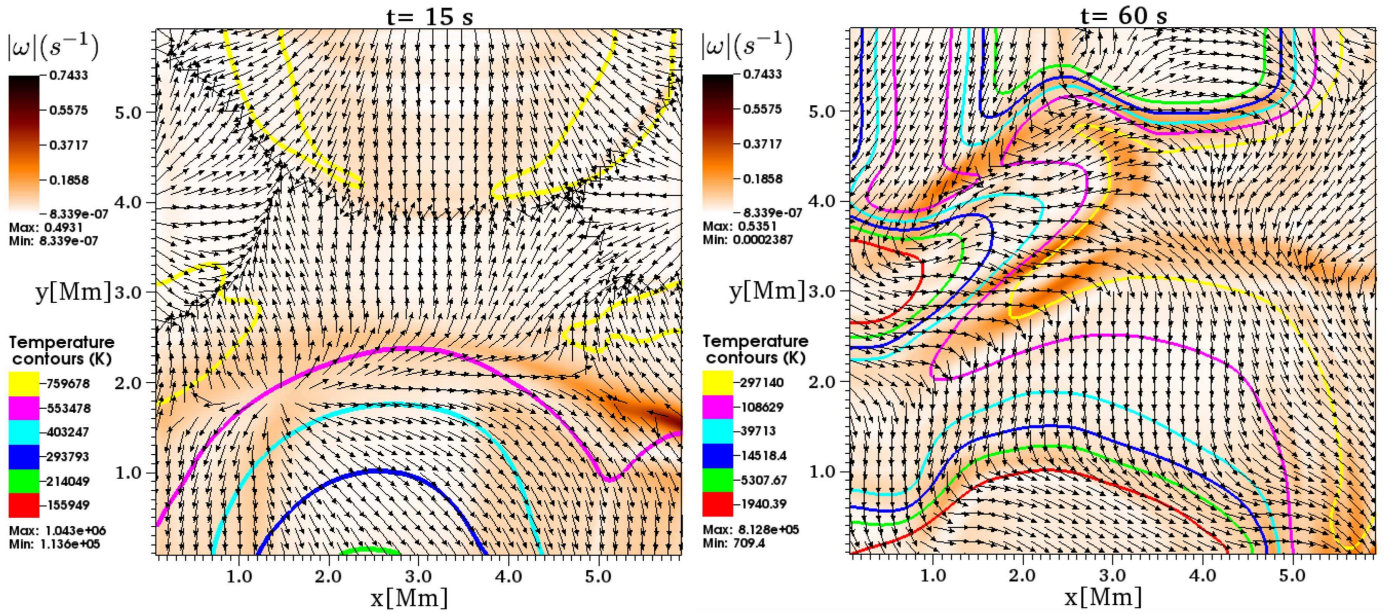 t= 15 s
|ω|(s⁻¹)
0.7433
0.5575
0.3717
0.1858
8.339e-07
Max: 0.4931
Min: 8.339e-07
y[Mm]
5.0
4.0
3.0
2.0
1.0
Temperature
contours (K)
759678
553478
403247
293793
214049
155949
Max: 1.043e+06
Min: 1.136e+05
1.0 2.0 3.0 4.0 5.0
x[Mm]
t= 60 s
|ω|(s⁻¹)
0.7433
0.5575
0.3717
0.1858
8.339e-07
Max: 0.5351
Min: 0.0002387
y[Mm]
5.0
4.0
3.0
2.0
1.0
Temperature
contours (K)
297140
108629
39713
14518.4
5307.67
1940.39
Max: 8.128e+05
Min: 709.4
1.0 2.0 3.0 4.0 5.0
x[Mm]